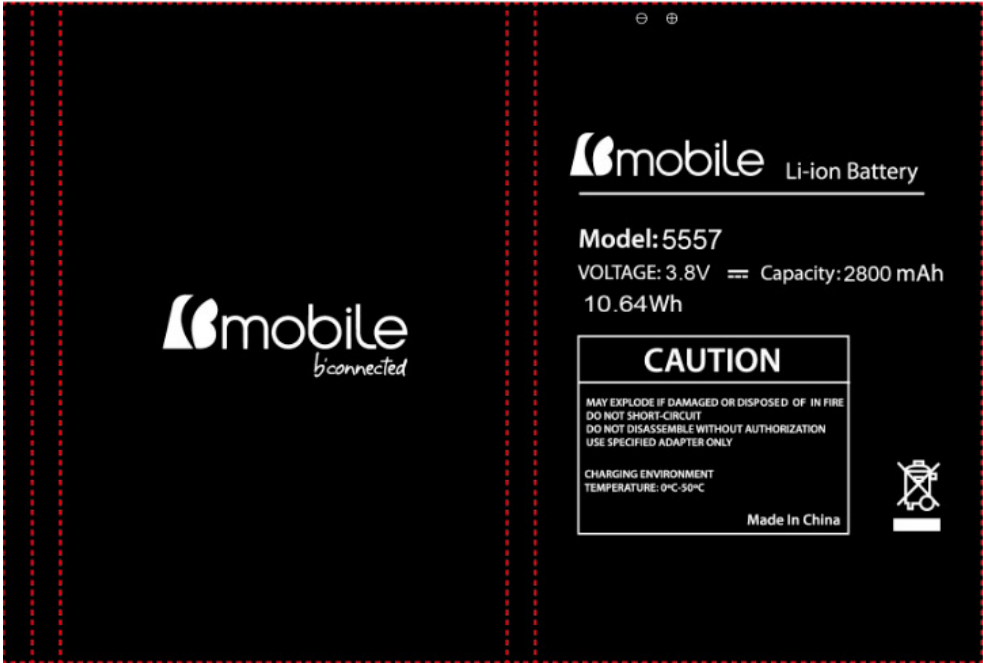 Bmobile
b'connected
⊖ ⊕
Bmobile Li-ion Battery
Model: 5557
VOLTAGE: 3.8V ⎓ Capacity: 2800 mAh
10.64Wh
CAUTION
MAY EXPLODE IF DAMAGED OR DISPOSED OF IN FIRE
DO NOT SHORT-CIRCUIT
DO NOT DISASSEMBLE WITHOUT AUTHORIZATION
USE SPECIFIED ADAPTER ONLY
CHARGING ENVIRONMENT
TEMPERATURE: 0ºC-50ºC
Made In China